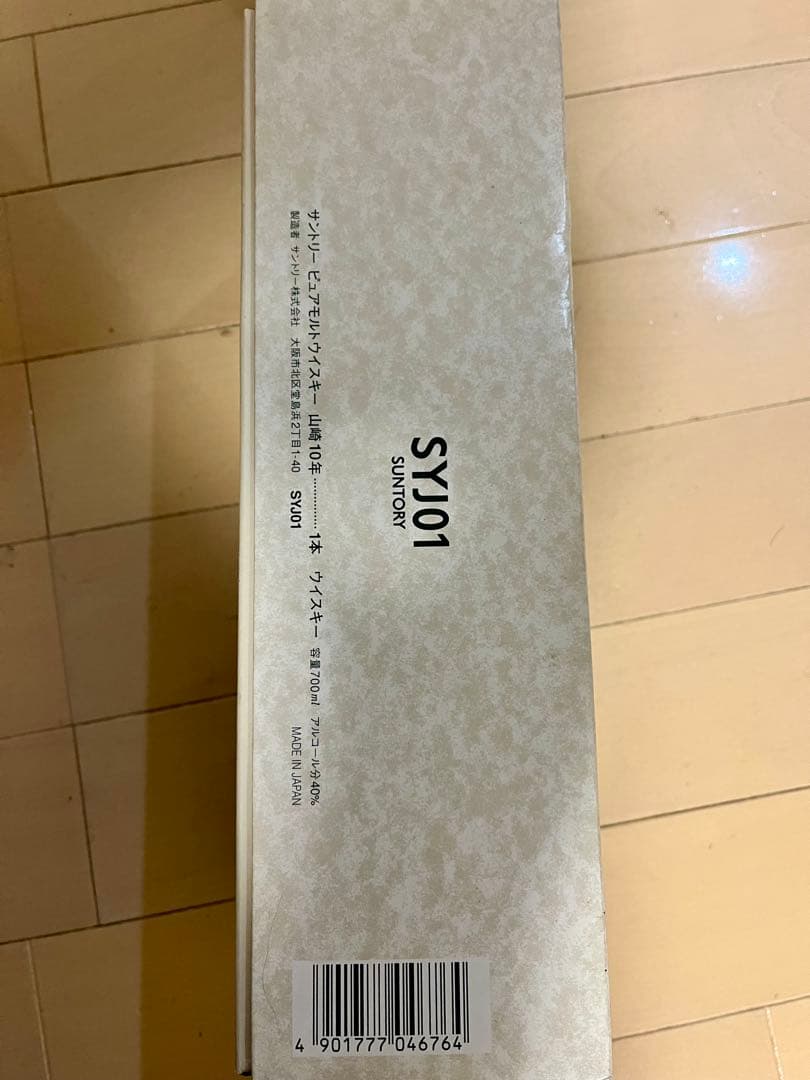 SYJ01
SUNTORY
サントリー ピュアモルトウイスキー 山崎10年……………1本 ウイスキー 容量700ml アルコール分40%
製造者 サントリー株式会社 大阪市北区堂島浜2丁目1-40 SYJ01 MADE IN JAPAN
4 901777 046764